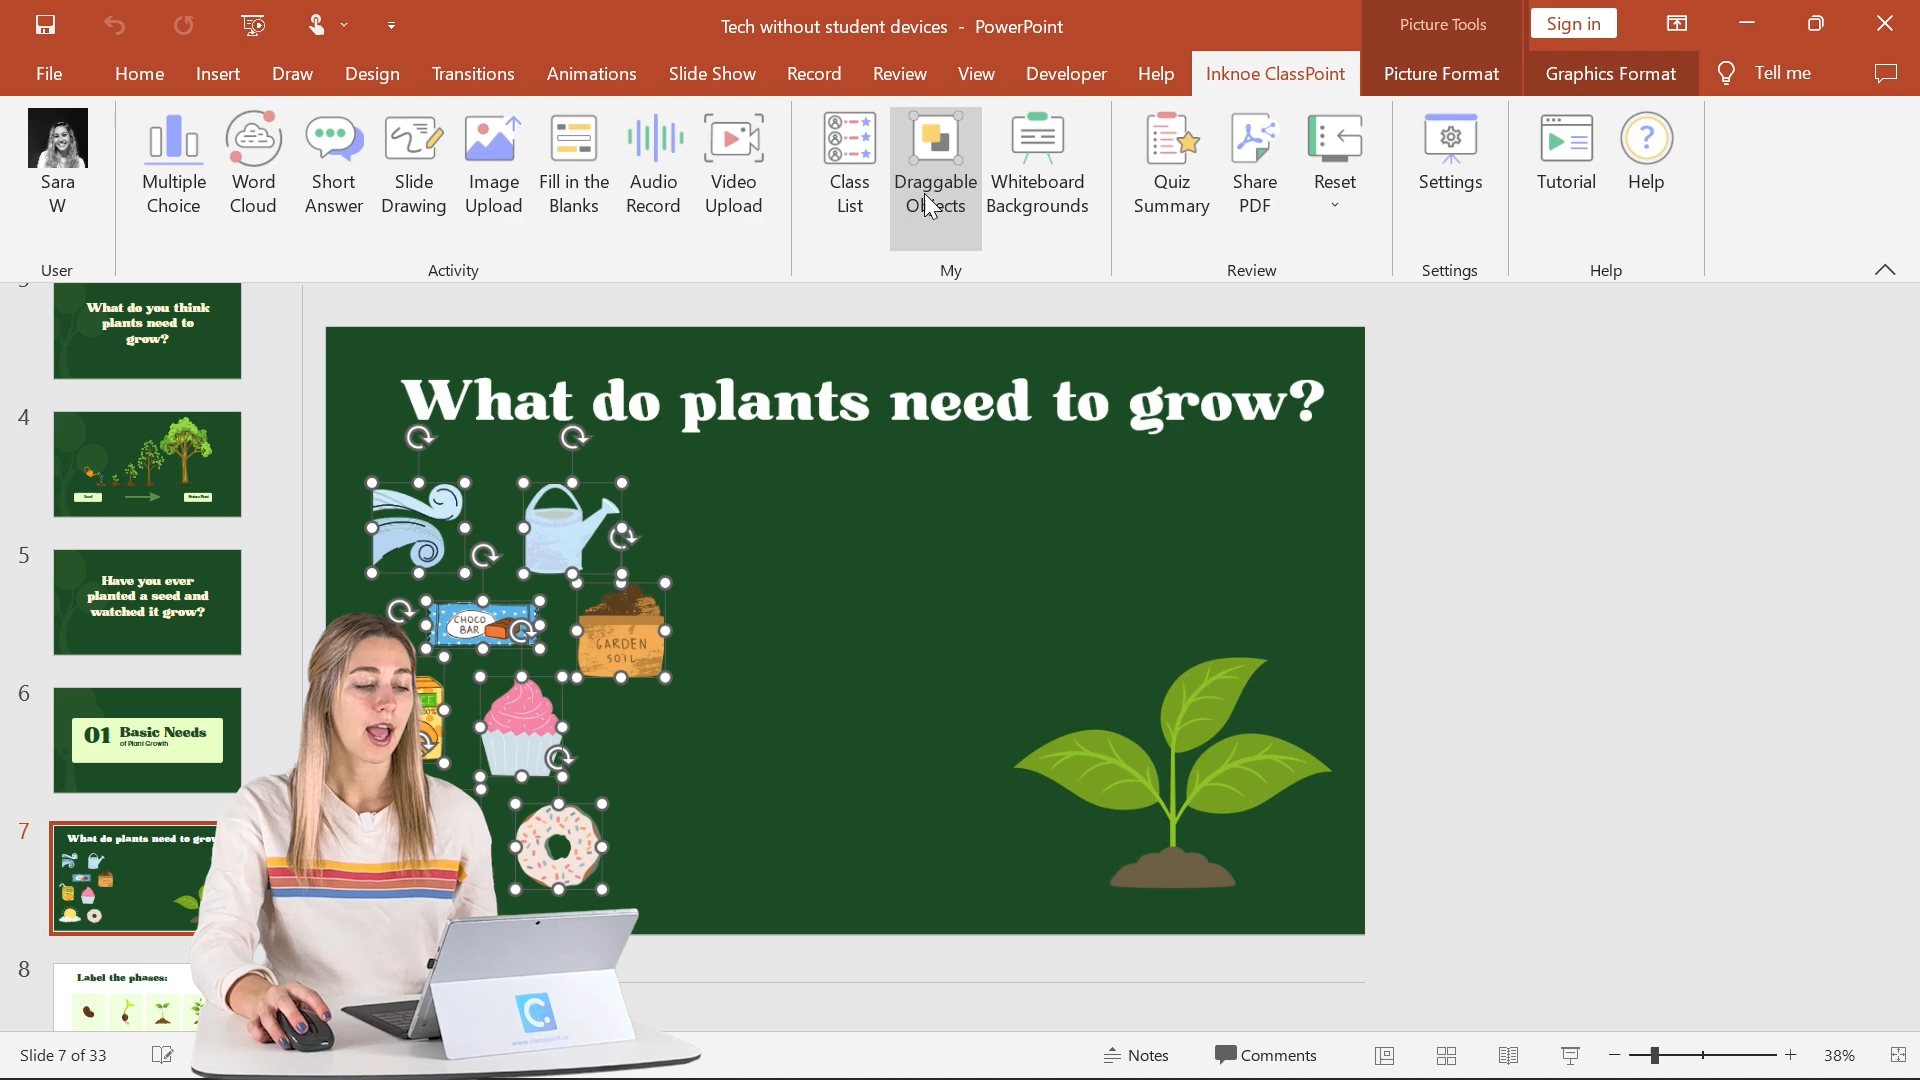 Tech without student devices - PowerPoint
Picture Tools
Sign in
File
Home
Insert
Draw
Design
Transitions
Animations
Slide Show
Record
Review
View
Developer
Help
Inknoe ClassPoint
Picture Format
Graphics Format
Tell me
Sara
W
Multiple
Choice
Word
Cloud
Short
Answer
Slide
Drawing
Image
Upload
Fill in the
Blanks
Audio
Record
Video
Upload
Class
List
Draggable
Objects
Whiteboard
Backgrounds
Quiz
Summary
Share
PDF
Reset
Settings
Tutorial
Help
User
Activity
My
Review
Settings
Help
What do you think
plants need to
grow?
4
5
Have you ever
planted a seed and
watched it grow?
6
01 Basic Needs
of Plant Growth
7
What do plants need to grow
8
Label the phases:
What do plants need to grow?
CHOCO
BAR
GARDEN
SOIL
Slide 7 of 33
Notes
Comments
38%